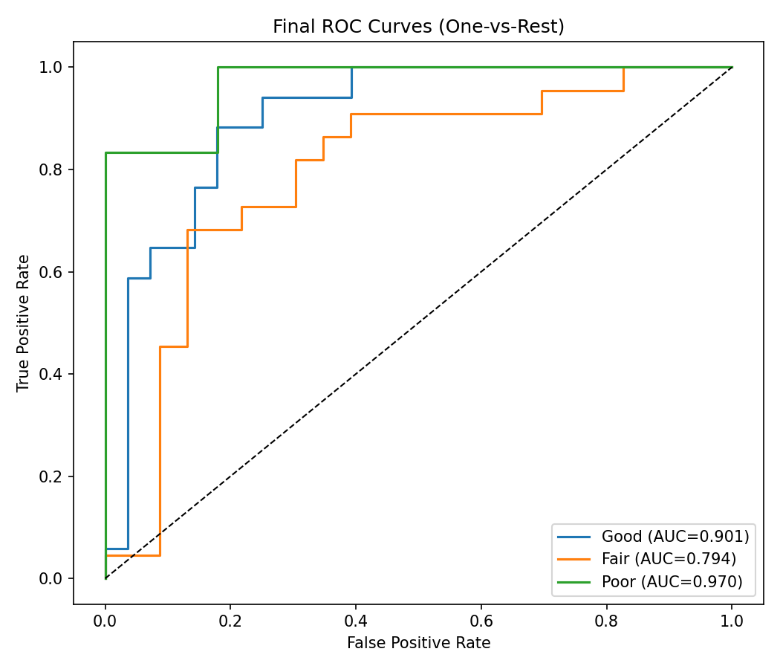 Final ROC Curves (One-vs-Rest)
True Positive Rate
1.0
0.8
0.6
0.4
0.2
0.0
0.0 0.2 0.4 0.6 0.8 1.0
False Positive Rate
Good (AUC=0.901)
Fair (AUC=0.794)
Poor (AUC=0.970)